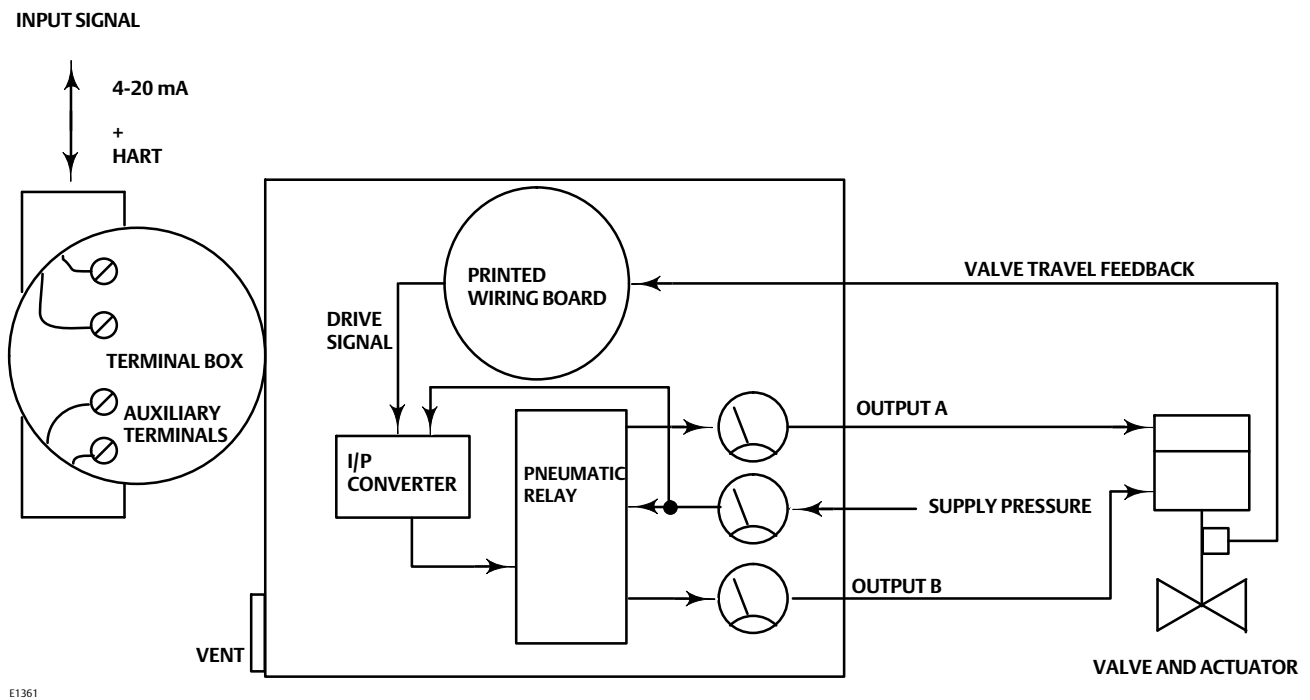 INPUT SIGNAL
4-20 mA
+
HART
TERMINAL BOX
AUXILIARY
TERMINALS
PRINTED
WIRING BOARD
DRIVE
SIGNAL
VALVE TRAVEL FEEDBACK
I/P
CONVERTER
PNEUMATIC
RELAY
OUTPUT A
SUPPLY PRESSURE
OUTPUT B
VENT
VALVE AND ACTUATOR
E1361